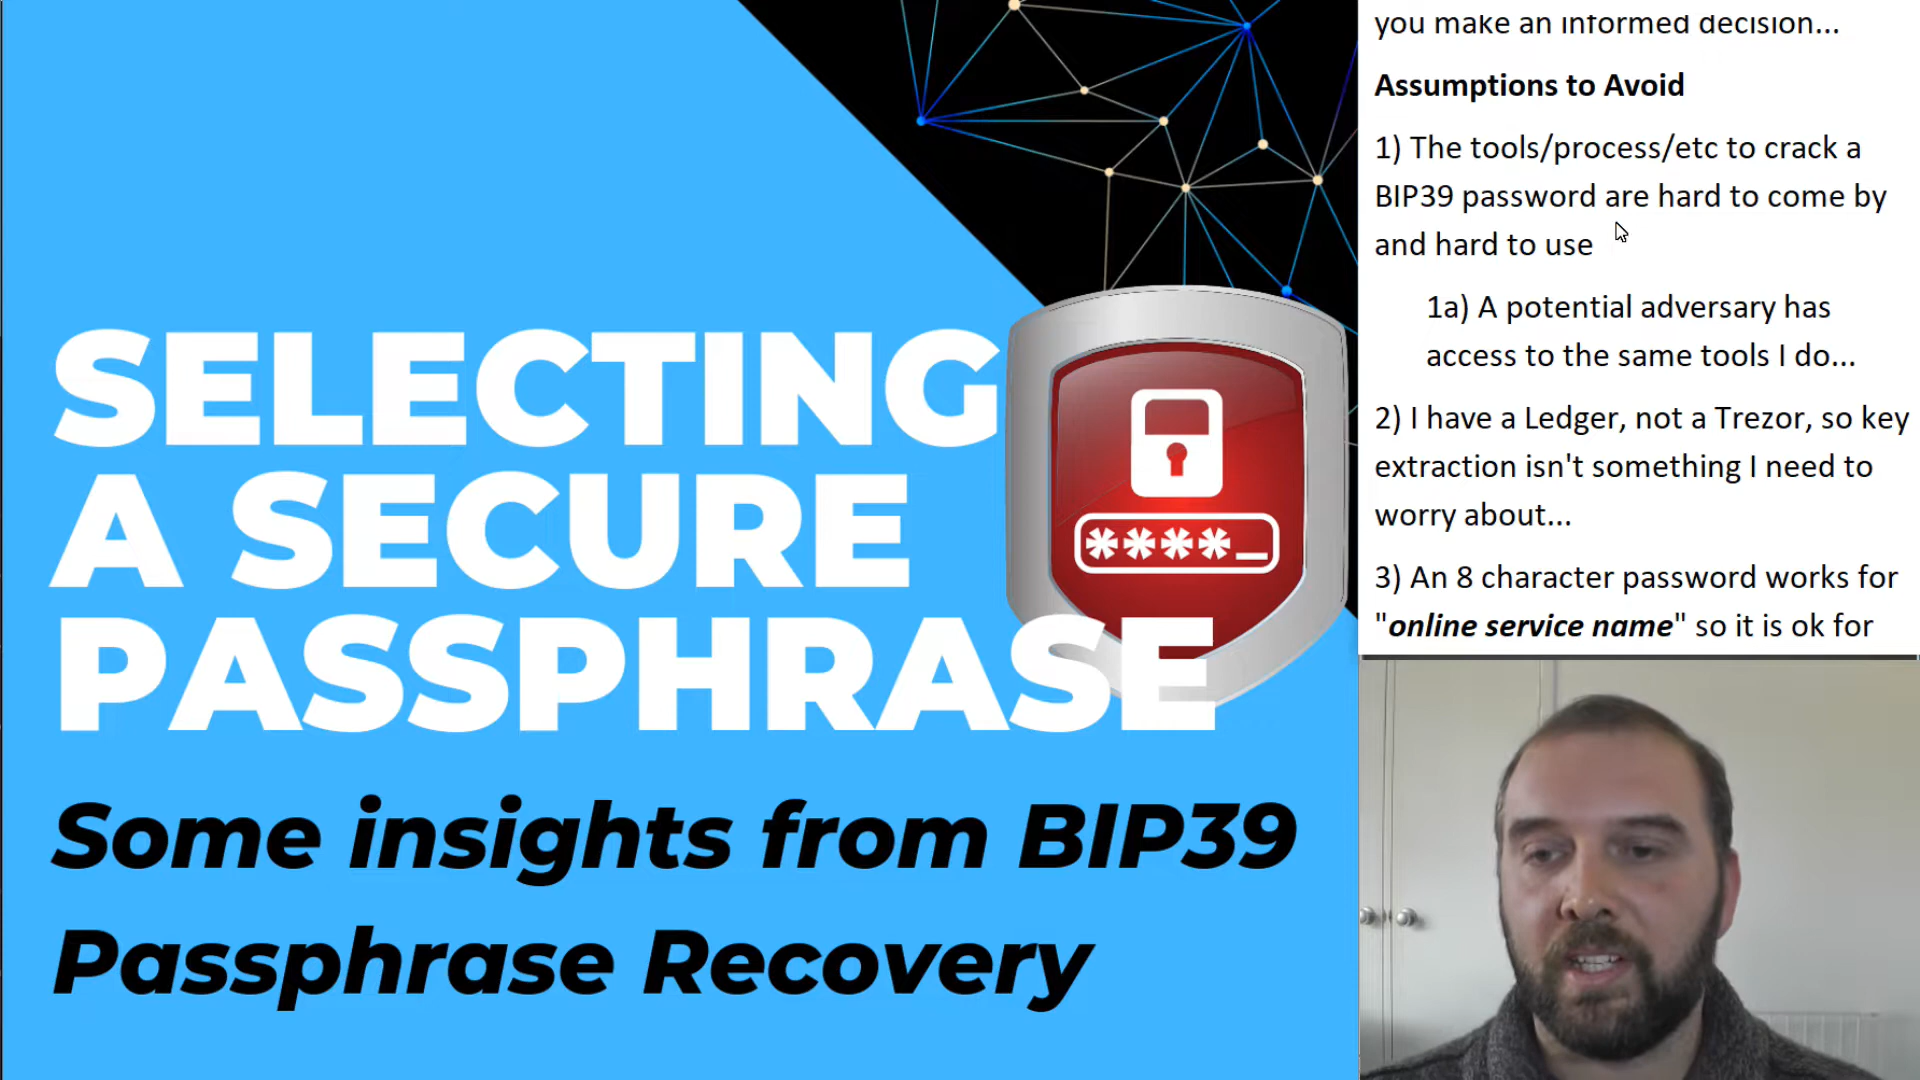 SELECTING
A SECURE
PASSPHRASE
Some insights from BIP39
Passphrase Recovery
****_
you make an informed decision...
Assumptions to Avoid
1) The tools/process/etc to crack a
BIP39 password are hard to come by
and hard to use
1a) A potential adversary has
access to the same tools I do...
2) I have a Ledger, not a Trezor, so key
extraction isn't something I need to
worry about...
3) An 8 character password works for
"online service name" so it is ok for